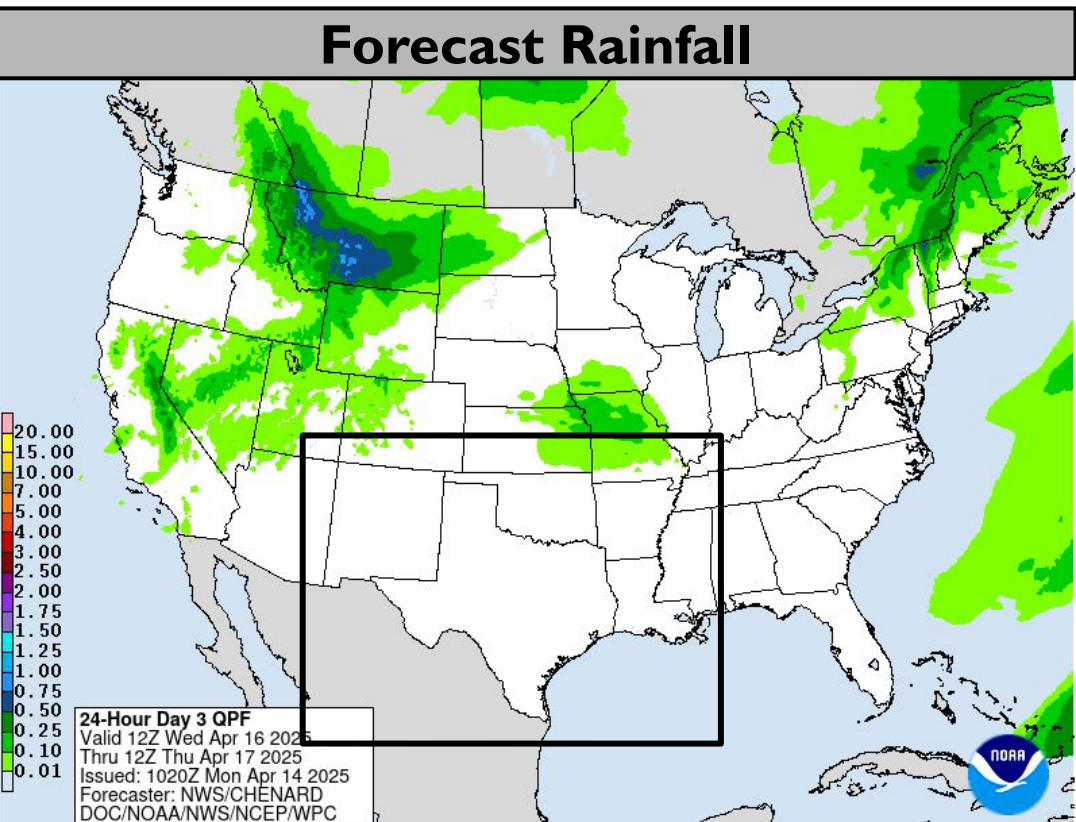 Forecast Rainfall
20.00
15.00
10.00
7.00
5.00
4.00
3.00
2.50
2.00
1.75
1.50
1.25
1.00
0.75
0.50
0.25
0.10
0.01
24-Hour Day 3 QPF
Valid 12Z Wed Apr 16 2025
Thru 12Z Thu Apr 17 2025
Issued: 1020Z Mon Apr 14 2025
Forecaster: NWS/CHENARD
DOC/NOAA/NWS/NCEP/WPC
NOAA